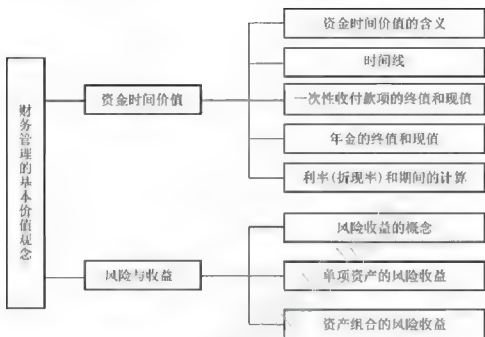 财务管理的基本价值观念
资金时间价值
资金时间价值的含义
时间线
一次性收付款项的终值和现值
年金的终值和现值
利率(折现率)和期间的计算
风险与收益
风险收益的概念
单项资产的风险收益
资产组合的风险收益